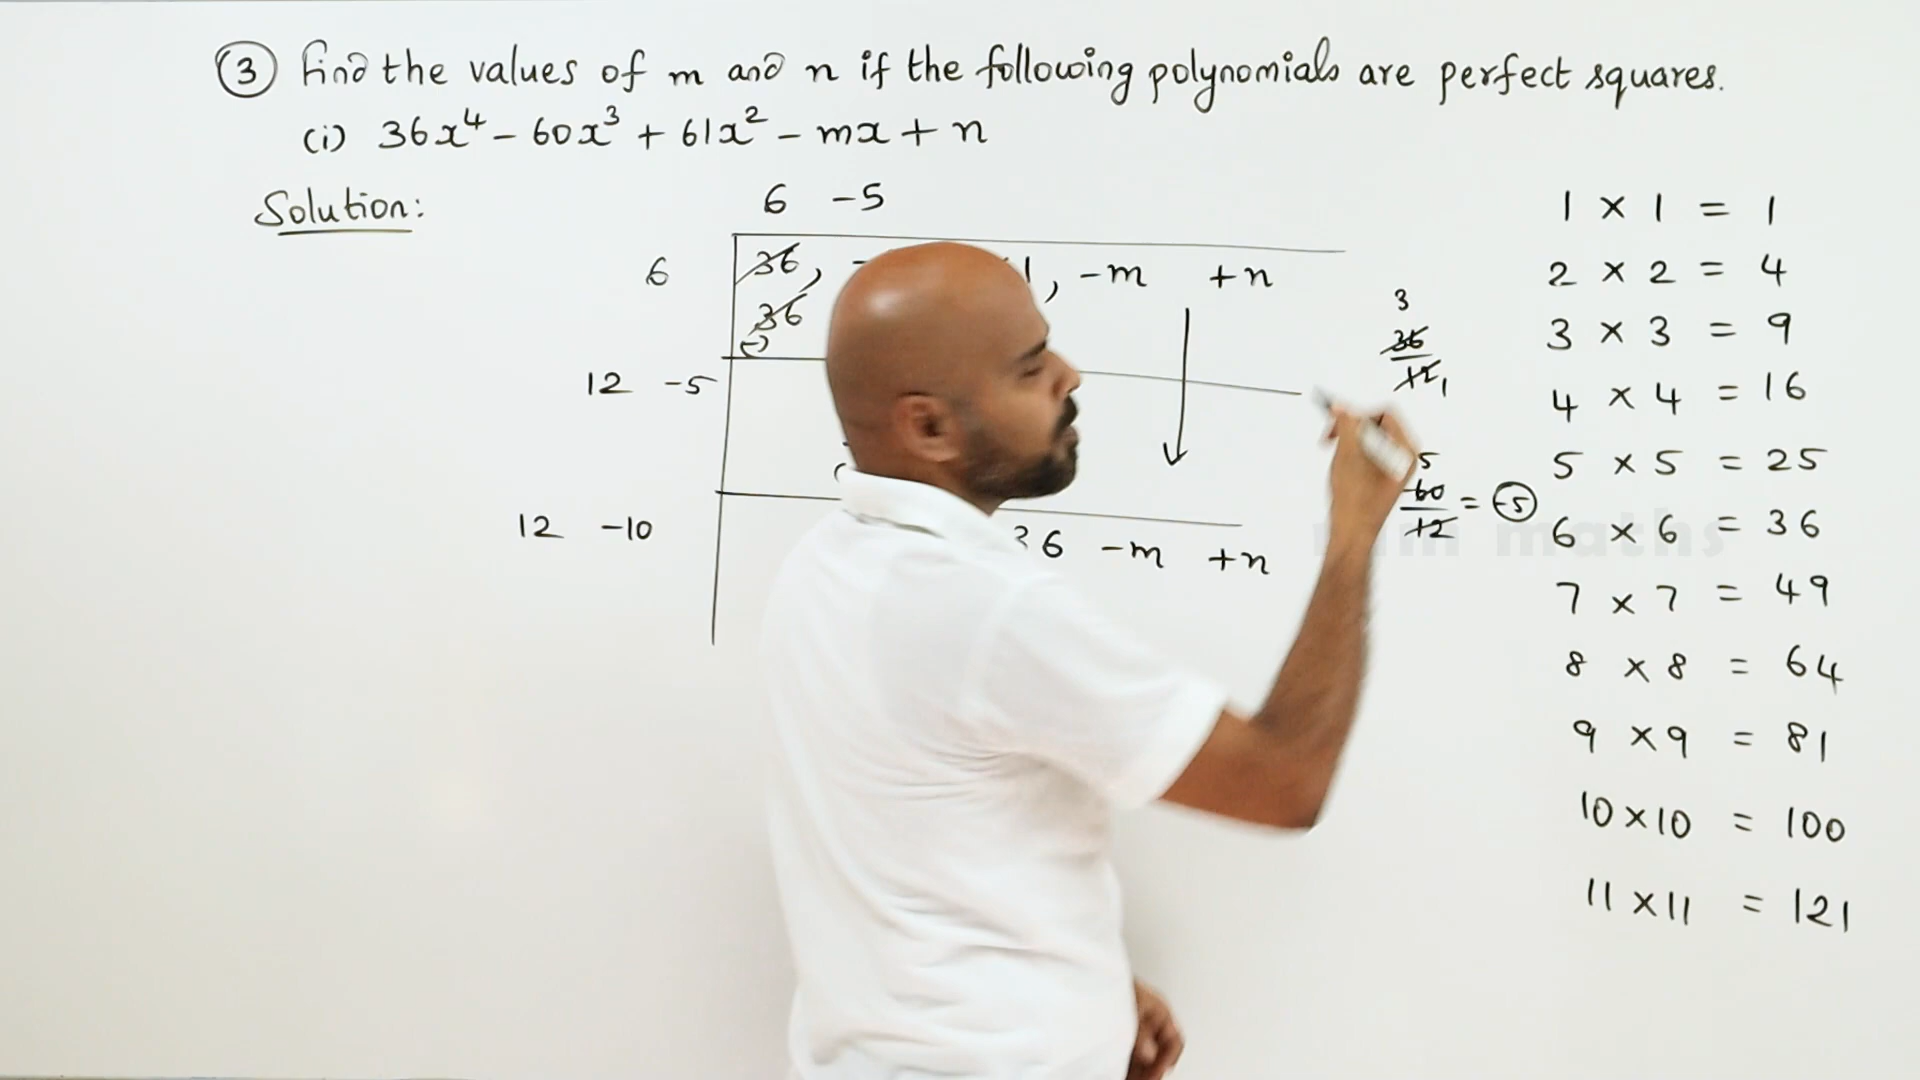 ③ Find the values of m and n if the following polynomials are perfect squares.
(i) 36x⁴ - 60x³ + 61x² - mx + n
Solution:
6 -5
6 36, - 1, -m +n
36
(-)
12 -5
12 -10 36 -m +n
3
36
12 1
5
60
12 = -5
1 × 1 = 1
2 × 2 = 4
3 × 3 = 9
4 × 4 = 16
5 × 5 = 25
6 × 6 = 36
7 × 7 = 49
8 × 8 = 64
9 × 9 = 81
10 × 10 = 100
11 × 11 = 121